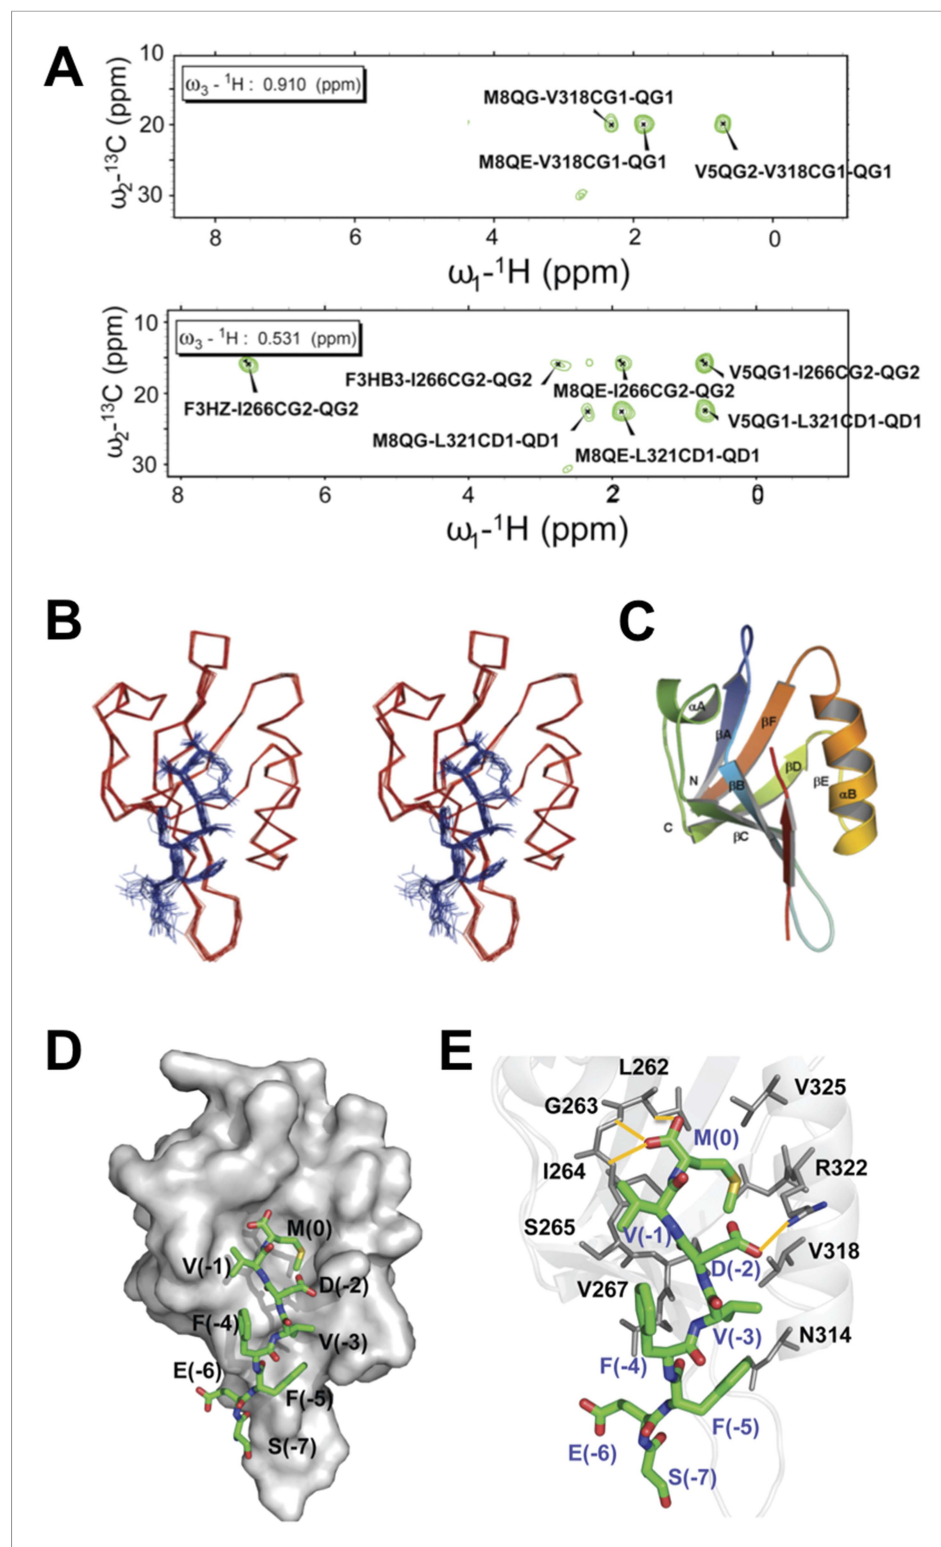 A
10
20
30
ω2-13C (ppm)
ω3 - 1H : 0.910 (ppm)
M8QG-V318CG1-QG1
M8QE-V318CG1-QG1
V5QG2-V318CG1-QG1
8 6 4 2 0
ω1-1H (ppm)
10
20
30
ω2-13C (ppm)
ω3 - 1H : 0.531 (ppm)
F3HZ-I266CG2-QG2
F3HB3-I266CG2-QG2
M8QE-I266CG2-QG2
V5QG1-I266CG2-QG2
M8QG-L321CD1-QD1
M8QE-L321CD1-QD1
V5QG1-L321CD1-QD1
8 6 4 2 0
ω1-1H (ppm)
B
C
αA
βA
βF
N
βB
βD
βE
αB
C
βC
D
M(0)
V(-1)
D(-2)
F(-4)
V(-3)
E(-6)
F(-5)
S(-7)
E
L262
V325
G263
M(0)
I264
R322
S265
V(-1)
V318
D(-2)
V267
V(-3)
N314
F(-4)
F(-5)
E(-6)
S(-7)